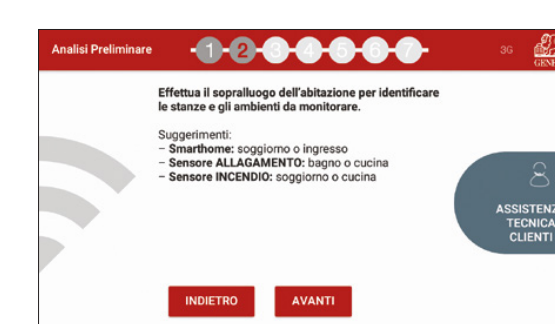 Analisi Preliminare
1 2 3 4 5 6 7
3G
Effettua il sopralluogo dell'abitazione per identificare
le stanze e gli ambienti da monitorare.
Suggerimenti:
– Smarthome: soggiorno o ingresso
– Sensore ALLAGAMENTO: bagno o cucina
– Sensore INCENDIO: soggiorno o cucina
TECNICA
CLIENTI
INDIETRO
AVANTI